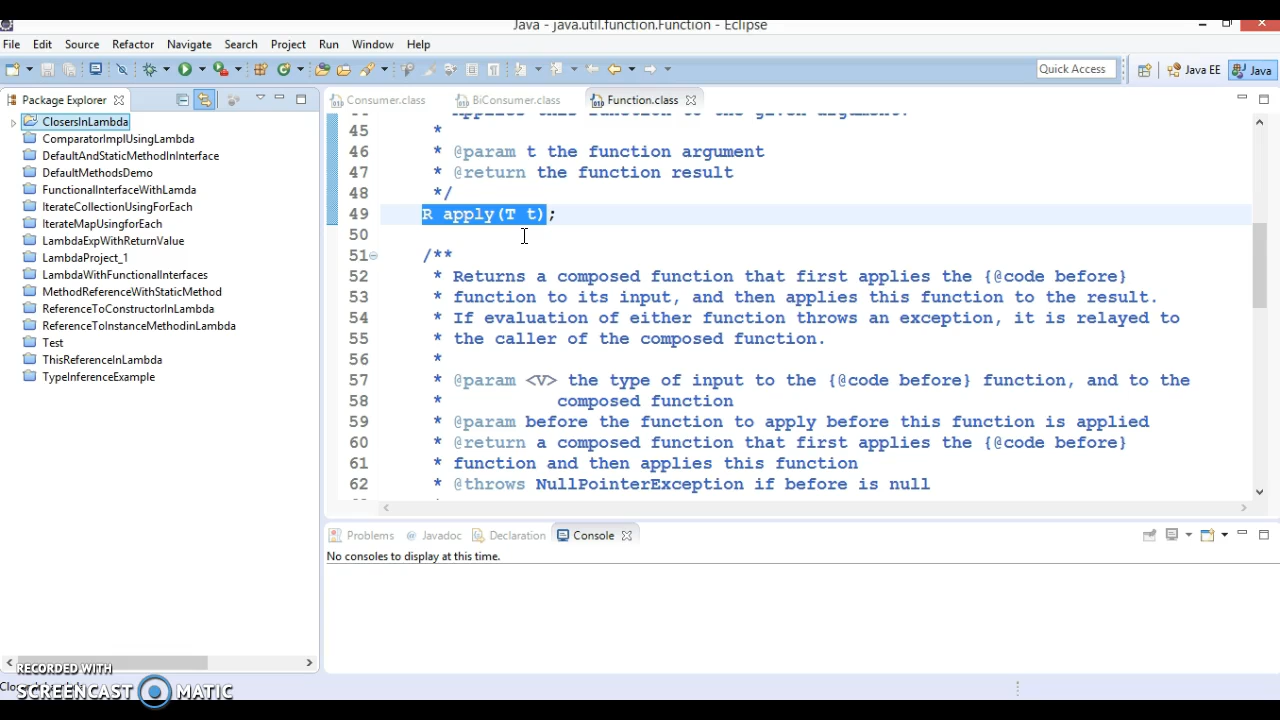 Java - java.util.function.Function - Eclipse
File Edit Source Refactor Navigate Search Project Run Window Help
Quick Access Java EE Java
Package Explorer
ClosersInLambda
ComparatorImplUsingLambda
DefaultAndStaticMethodInInterface
DefaultMethodsDemo
FunctionalInterfaceWithLamda
IterateCollectionUsingForEach
IterateMapUsingforEach
LambdaExpWithReturnValue
LambdaProject_1
LambdaWithFunctionalInterfaces
MethodReferenceWithStaticMethod
ReferenceToConstructorInLambda
ReferenceToInstanceMethodinLambda
Test
ThisReferenceInLambda
TypeInferenceExample
Consumer.class BiConsumer.class Function.class
44 * Applies this function to the given argument.
45 *
46 * @param t the function argument
47 * @return the function result
48 */
49 R apply(T t);
50
51 /**
52 * Returns a composed function that first applies the {@code before}
53 * function to its input, and then applies this function to the result.
54 * If evaluation of either function throws an exception, it is relayed to
55 * the caller of the composed function.
56 *
57 * @param <V> the type of input to the {@code before} function, and to the
58 * composed function
59 * @param before the function to apply before this function is applied
60 * @return a composed function that first applies the {@code before}
61 * function and then applies this function
62 * @throws NullPointerException if before is null
Problems Javadoc Declaration Console
No consoles to display at this time.
RECORDED WITH
SCREENCAST MATIC